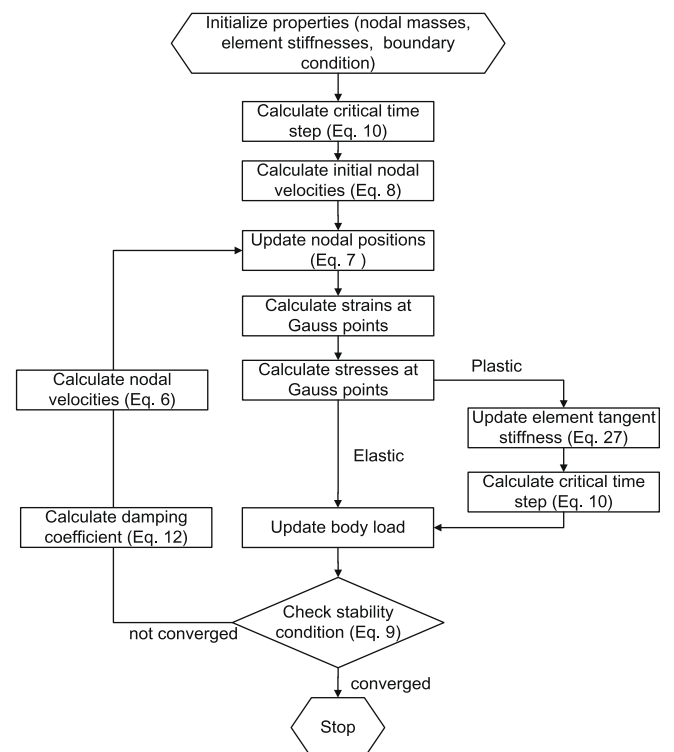 Initialize properties (nodal masses,
element stiffnesses, boundary
condition)
Calculate critical time
step (Eq. 10)
Calculate initial nodal
velocities (Eq. 8)
Update nodal positions
(Eq. 7 )
Calculate strains at
Gauss points
Calculate stresses at
Gauss points
Plastic
Update element tangent
stiffness (Eq. 27)
Calculate critical time
step (Eq. 10)
Elastic
Update body load
Check stability
condition (Eq. 9)
not converged
Calculate damping
coefficient (Eq. 12)
Calculate nodal
velocities (Eq. 6)
converged
Stop